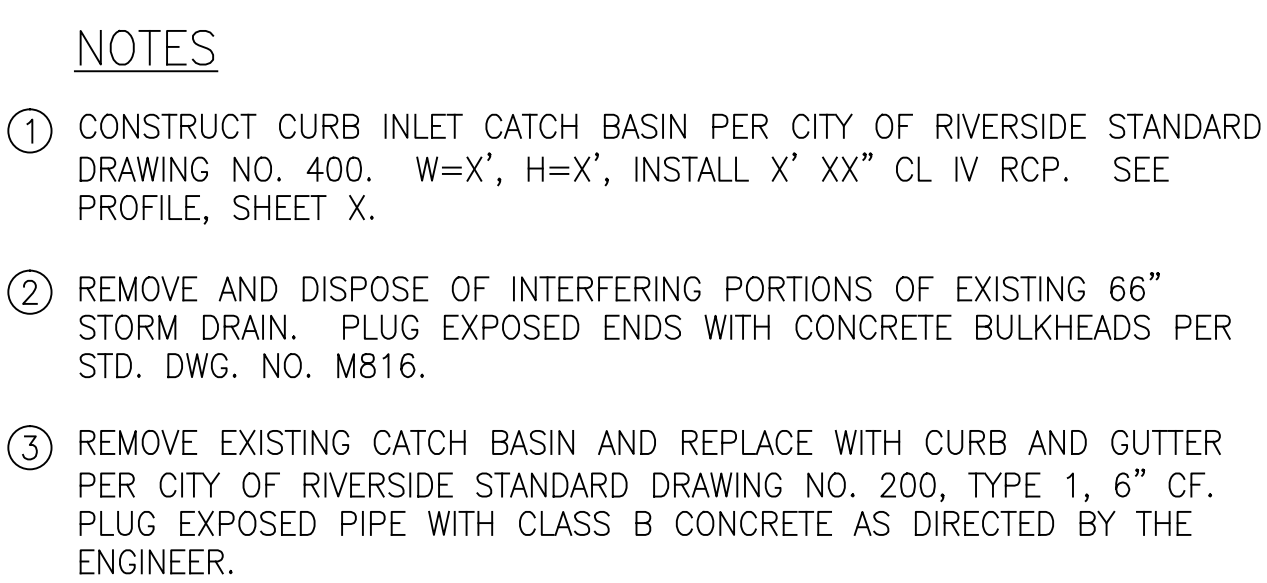 NOTES
1 CONSTRUCT CURB INLET CATCH BASIN PER CITY OF RIVERSIDE STANDARD
DRAWING NO. 400. W=X', H=X', INSTALL X' XX" CL IV RCP. SEE
PROFILE, SHEET X.
2 REMOVE AND DISPOSE OF INTERFERING PORTIONS OF EXISTING 66"
STORM DRAIN. PLUG EXPOSED ENDS WITH CONCRETE BULKHEADS PER
STD. DWG. NO. M816.
3 REMOVE EXISTING CATCH BASIN AND REPLACE WITH CURB AND GUTTER
PER CITY OF RIVERSIDE STANDARD DRAWING NO. 200, TYPE 1, 6" CF.
PLUG EXPOSED PIPE WITH CLASS B CONCRETE AS DIRECTED BY THE
ENGINEER.